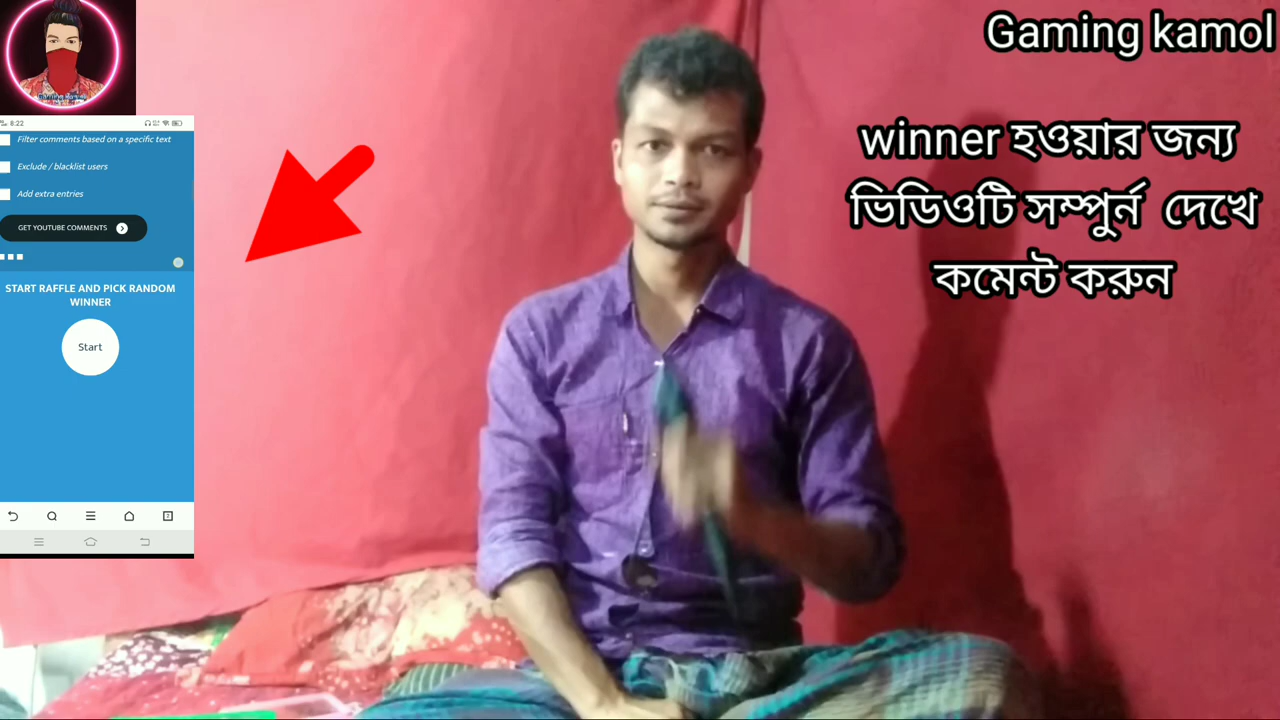 Gaming kamol
winner হওয়ার জন্য
ভিডিওটি সম্পুর্ন দেখে
কমেন্ট করুন
8:22
Filter comments based on a specific text
Exclude / blacklist users
Add extra entries
GET YOUTUBE COMMENTS
START RAFFLE AND PICK RANDOM
WINNER
Start